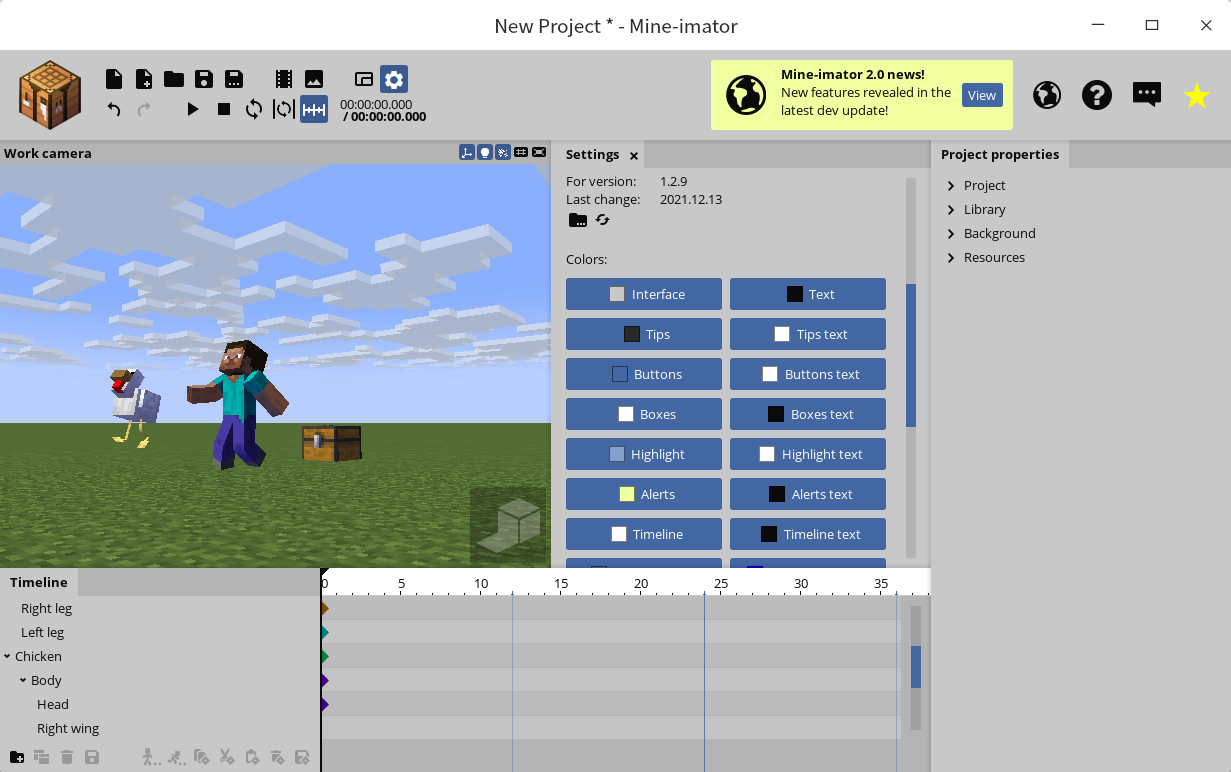 New Project * - Mine-imator
00:00:00.000
/ 00:00:00.000
Mine-imator 2.0 news!
New features revealed in the
latest dev update!
View
Work camera
Settings
For version: 1.2.9
Last change: 2021.12.13
Colors:
Interface
Text
Tips
Tips text
Buttons
Buttons text
Boxes
Boxes text
Highlight
Highlight text
Alerts
Alerts text
Timeline
Timeline text
Project properties
Project
Library
Background
Resources
Timeline
0 5 10 15 20 25 30 35
Right leg
Left leg
Chicken
Body
Head
Right wing